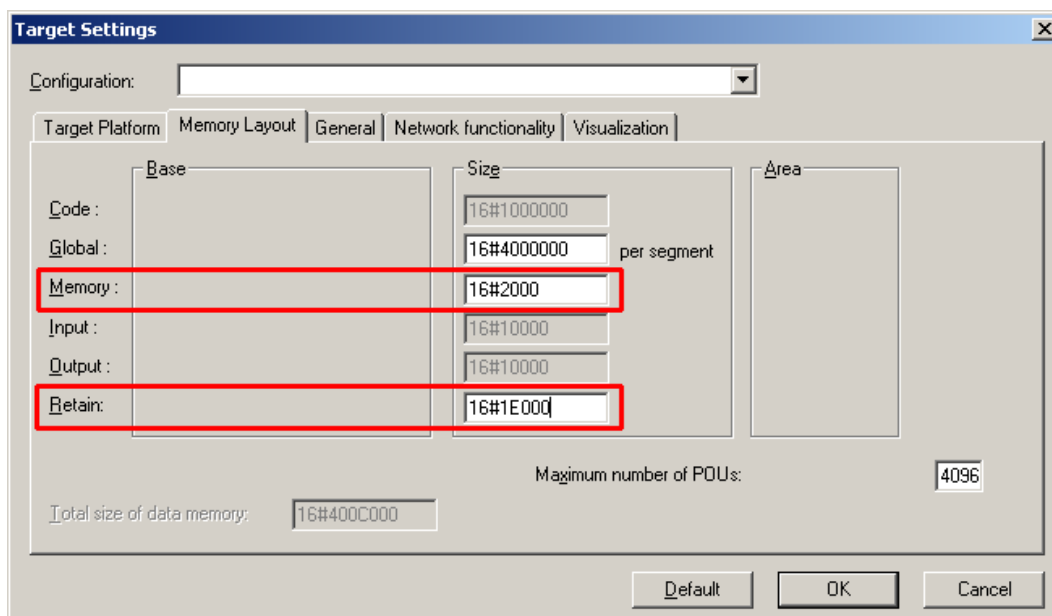 Target Settings
Configuration:
Target Platform Memory Layout General Network functionality Visualization
Base Size Area
Code : 16#1000000
Global : 16#4000000 per segment
Memory : 16#2000
Input : 16#10000
Output : 16#10000
Retain: 16#1E000
Maximum number of POUs: 4096
Total size of data memory: 16#400C000
Default OK Cancel